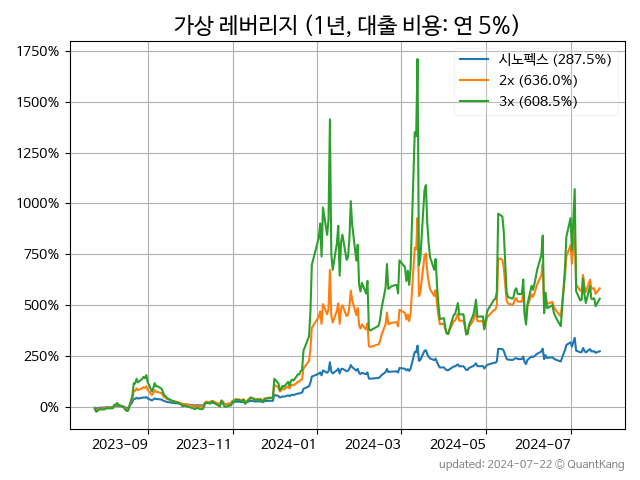 가상 레버리지 (1년, 대출 비용: 연 5%)
1750%
1500%
1250%
1000%
750%
500%
250%
0%
시노펙스 (287.5%)
2x (636.0%)
3x (608.5%)
2023-09
2023-11
2024-01
2024-03
2024-05
2024-07
updated: 2024-07-22 © QuantKang